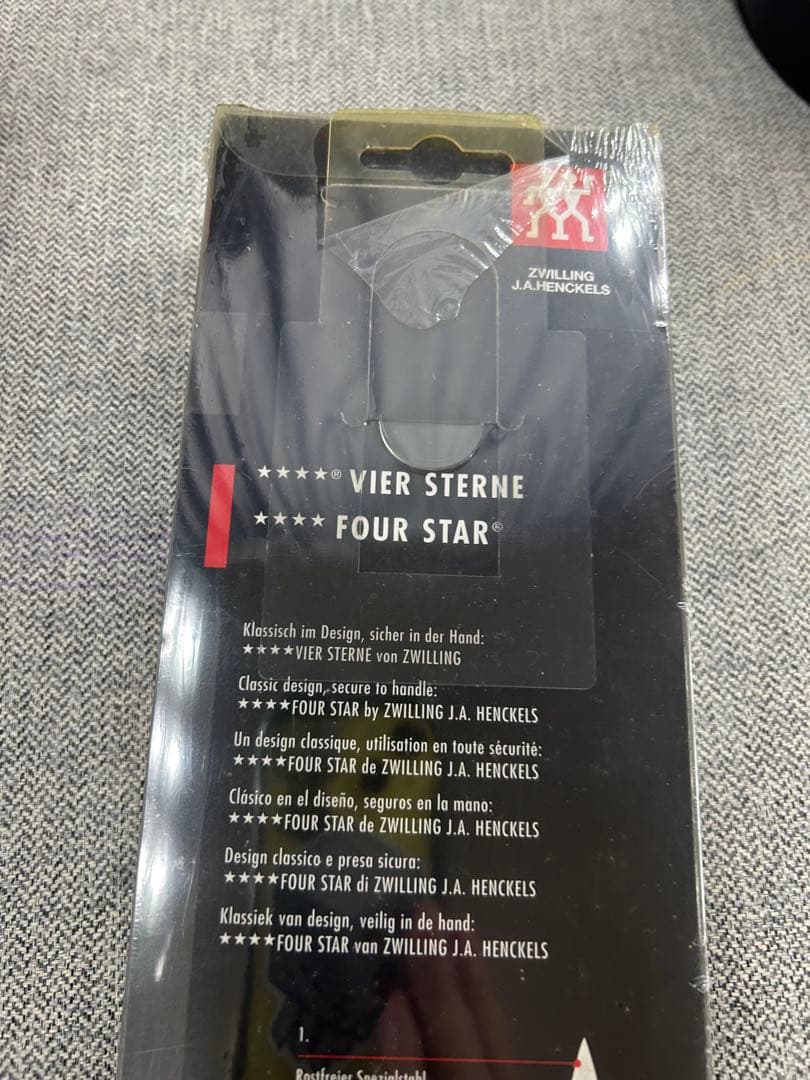 ZWILLING
J.A.HENCKELS
★★★★® VIER STERNE
★★★★ FOUR STAR®
Klassisch im Design, sicher in der Hand:
★★★★VIER STERNE von ZWILLING
Classic design, secure to handle:
★★★★FOUR STAR by ZWILLING J.A. HENCKELS
Un design classique, utilisation en toute sécurité:
★★★★FOUR STAR de ZWILLING J.A. HENCKELS
Clásico en el diseño, seguros en la mano:
★★★★FOUR STAR de ZWILLING J.A. HENCKELS
Design classico e presa sicura:
★★★★FOUR STAR di ZWILLING J.A. HENCKELS
Klassiek van design, veilig in de hand:
★★★★FOUR STAR van ZWILLING J.A. HENCKELS
1.
Rostfreier Spezialstahl